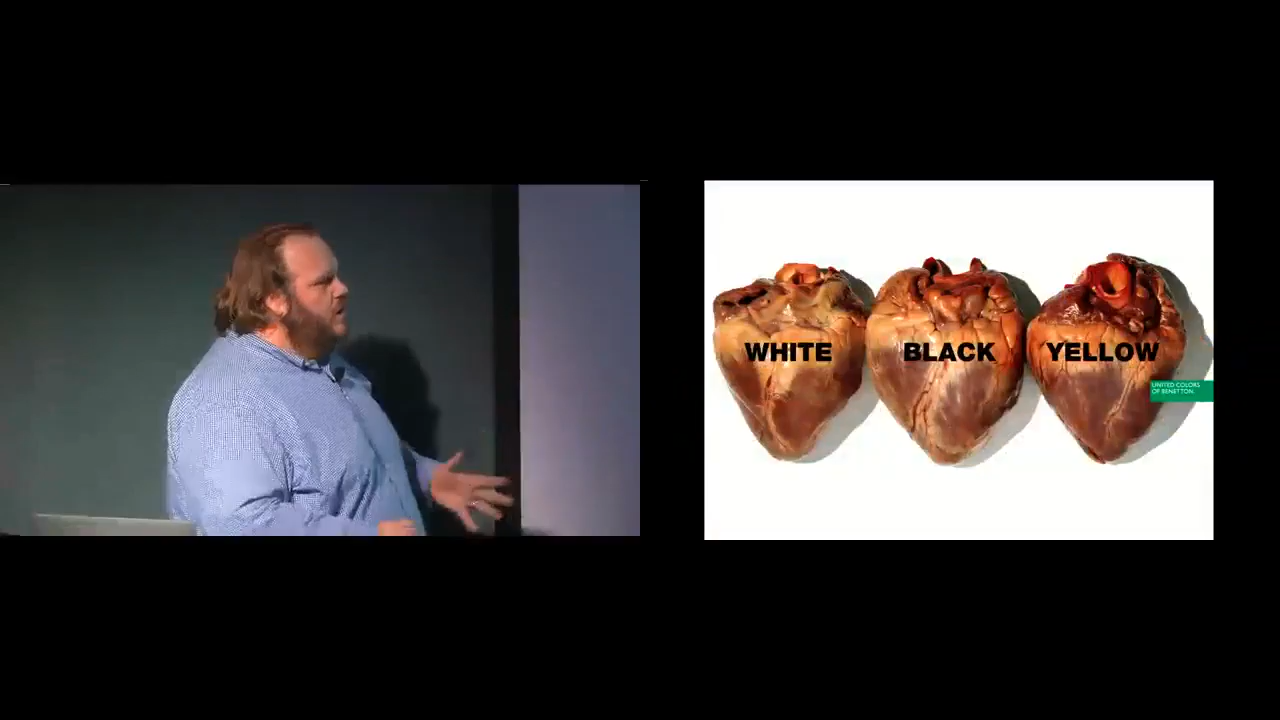 WHITE
BLACK
YELLOW
UNITED COLORS
OF BENETTON.